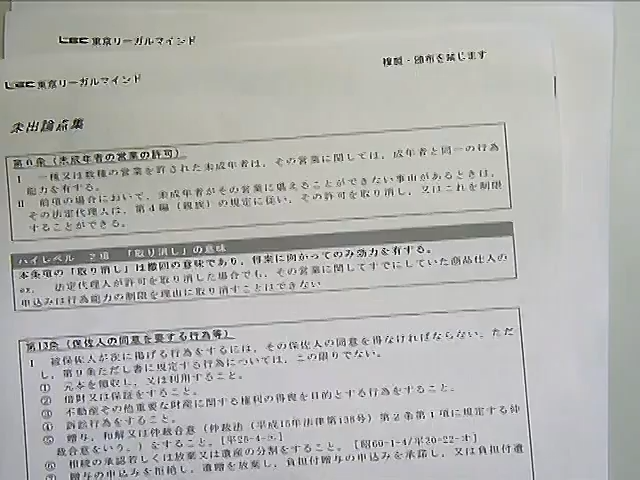 LEC東京リーガルマインド
LEC東京リーガルマインド
複製・頒布を禁じます
未出論点集
第6条(未成年者の営業の許可)
Ⅰ 一種又は数種の営業を許された未成年者は、その営業に関しては、成年者と同一の行為
能力を有する。
Ⅱ 前項の場合において、未成年者がその営業に堪えることができない事由があるときは、
その法定代理人は、第4編(親族)の規定に従い、その許可を取り消し、又はこれを制限
することができる。
ハイレベル 2項 「取り消し」の意味
本条項の「取り消し」は撤回の意味であり、将来に向かってのみ効力を有する。
ex. 法定代理人が許可を取り消した場合でも、その営業に関してすでにしていた商品仕入の
申込みは行為能力の制限を理由に取り消すことはできない
第13条(保佐人の同意を要する行為等)
Ⅰ 被保佐人が次に掲げる行為をするには、その保佐人の同意を得なければならない。ただ
し、第9条ただし書に規定する行為については、この限りでない。
① 元本を領収し、又は利用すること。
② 借財又は保証をすること。
③ 不動産その他重要な財産に関する権利の得喪を目的とする行為をすること。
④ 訴訟行為をすること。
⑤ 贈与、和解又は仲裁合意(仲裁法(平成15年法律第138号)第2条第1項に規定する仲
裁合意をいう。)をすること。
⑥ 相続の承認若しくは放棄又は遺産の分割をすること。[昭60-1-4/平20-22-オ]
⑦ 贈与の申込みを拒絶し、遺贈を放棄し、負担付贈与の申込みを承諾し、又は負担付遺